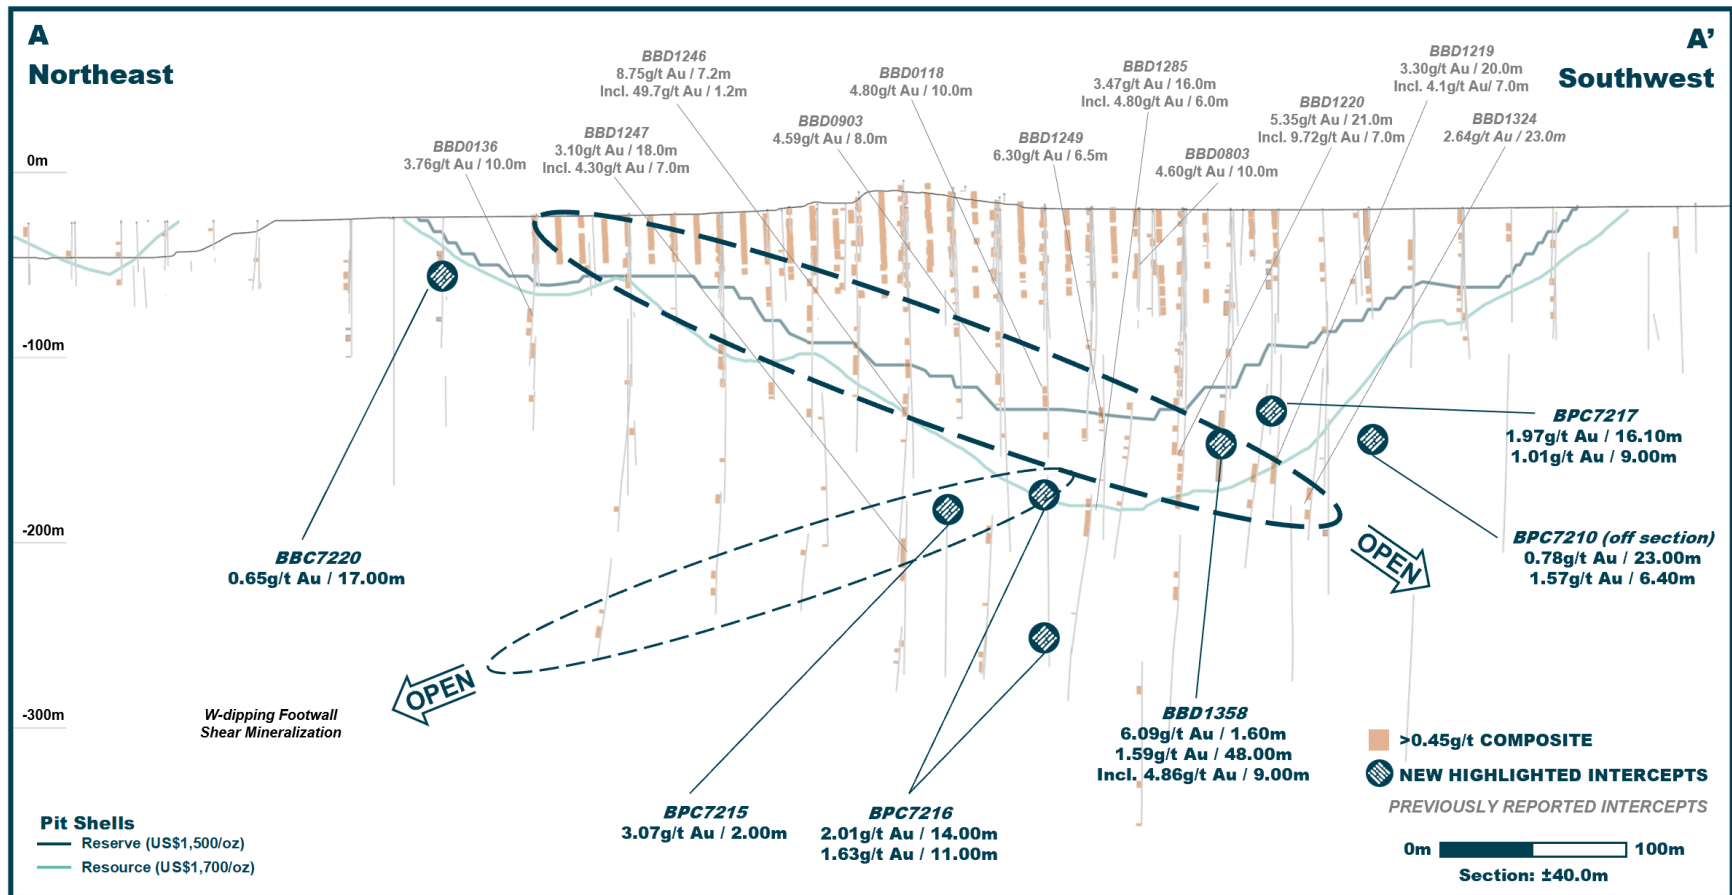 A
Northeast
A’
Southwest
BBD1246
8.75g/t Au / 7.2m
Incl. 49.7g/t Au / 1.2m
BBD0118
4.80g/t Au / 10.0m
BBD1285
3.47g/t Au / 16.0m
Incl. 4.80g/t Au / 6.0m
BBD1219
3.30g/t Au / 20.0m
Incl. 4.1g/t Au/ 7.0m
BBD1220
5.35g/t Au / 21.0m
Incl. 9.72g/t Au / 7.0m
BBD1324
2.64g/t Au / 23.0m
BBD0136
3.76g/t Au / 10.0m
BBD1247
3.10g/t Au / 18.0m
Incl. 4.30g/t Au / 7.0m
BBD0903
4.59g/t Au / 8.0m
BBD1249
6.30g/t Au / 6.5m
BBD0803
4.60g/t Au / 10.0m
0m
-100m
-200m
-300m
BPC7217
1.97g/t Au / 16.10m
1.01g/t Au / 9.00m
BPC7210 (off section)
0.78g/t Au / 23.00m
1.57g/t Au / 6.40m
OPEN
BBC7220
0.65g/t Au / 17.00m
OPEN
W-dipping Footwall
Shear Mineralization
BBD1358
6.09g/t Au / 1.60m
1.59g/t Au / 48.00m
Incl. 4.86g/t Au / 9.00m
BPC7215
3.07g/t Au / 2.00m
BPC7216
2.01g/t Au / 14.00m
1.63g/t Au / 11.00m
>0.45g/t COMPOSITE
NEW HIGHLIGHTED INTERCEPTS
PREVIOUSLY REPORTED INTERCEPTS
Pit Shells
Reserve (US$1,500/oz)
Resource (US$1,700/oz)
0m 100m
Section: ±40.0m